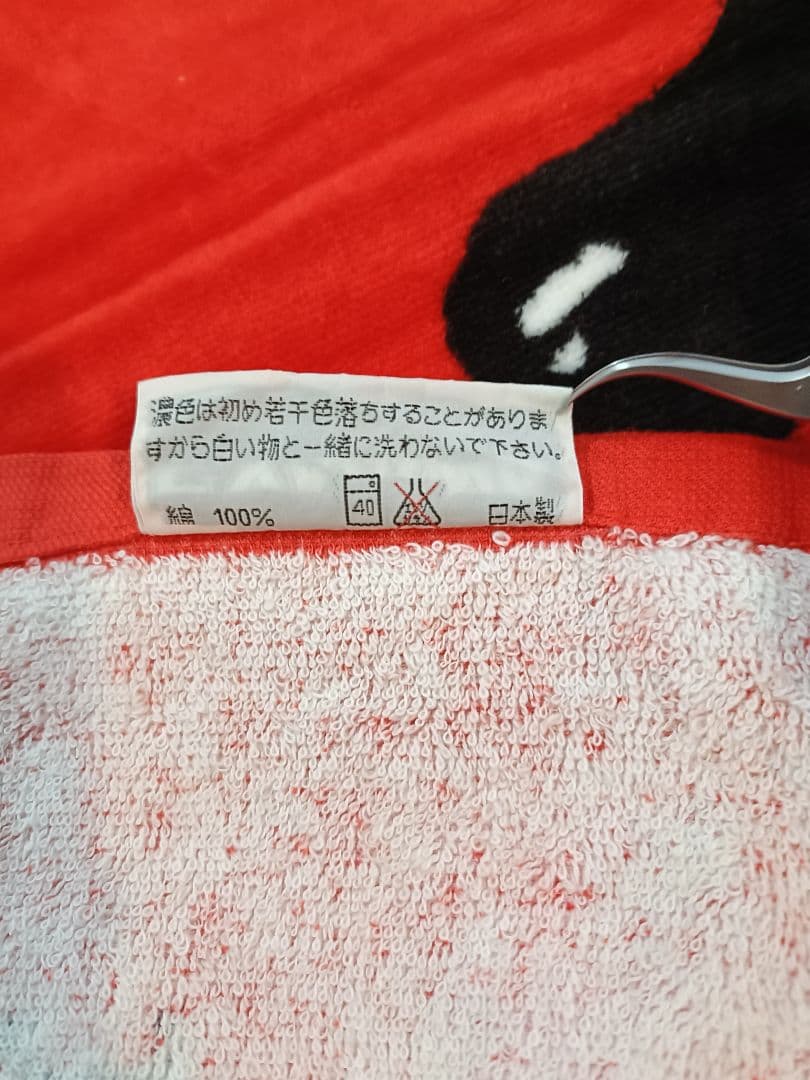 濃色は初め若干色落ちすることがありま
すから白い物と一緒に洗わないで下さい。
綿 100% 40 日本製